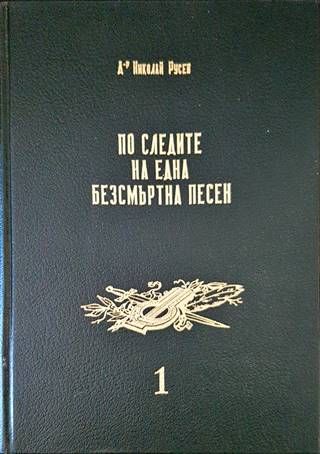 Д-р Николай Русев
ПО СЛЕДИТЕ
НА ЕДНА
БЕЗСМЪРТНА ПЕСЕН
1